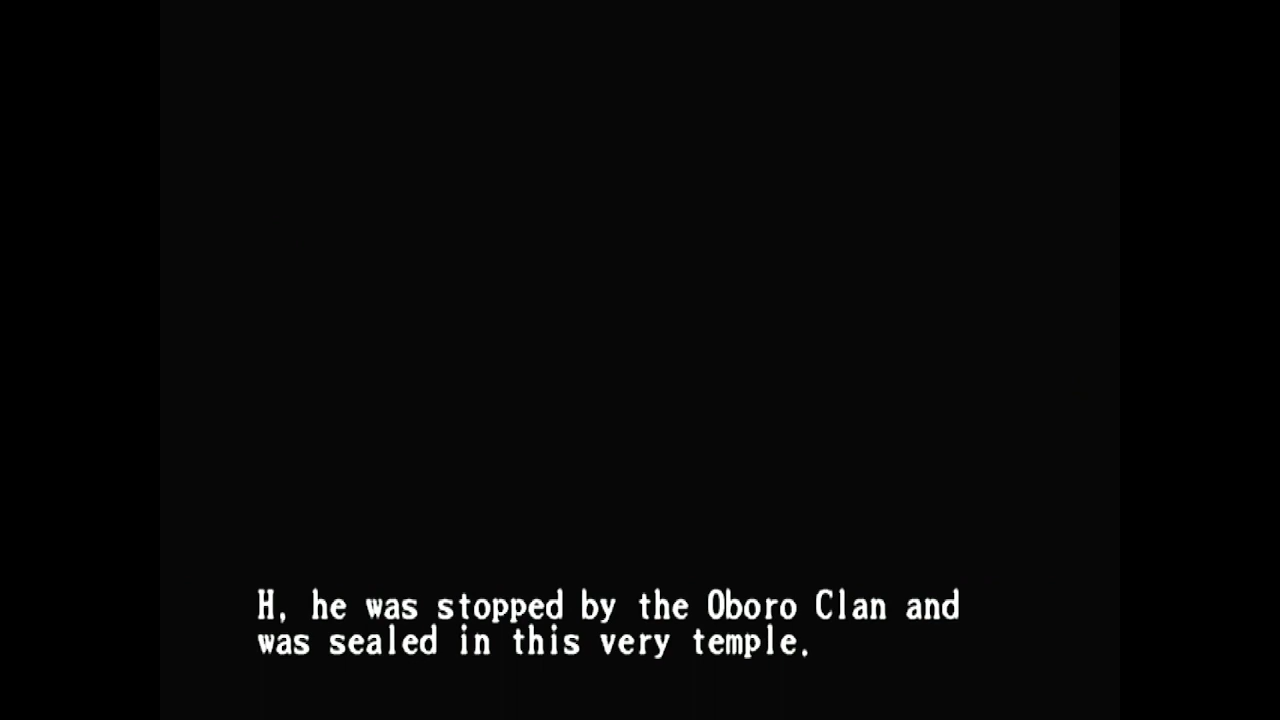 H, he was stopped by the Oboro Clan and
was sealed in this very temple.